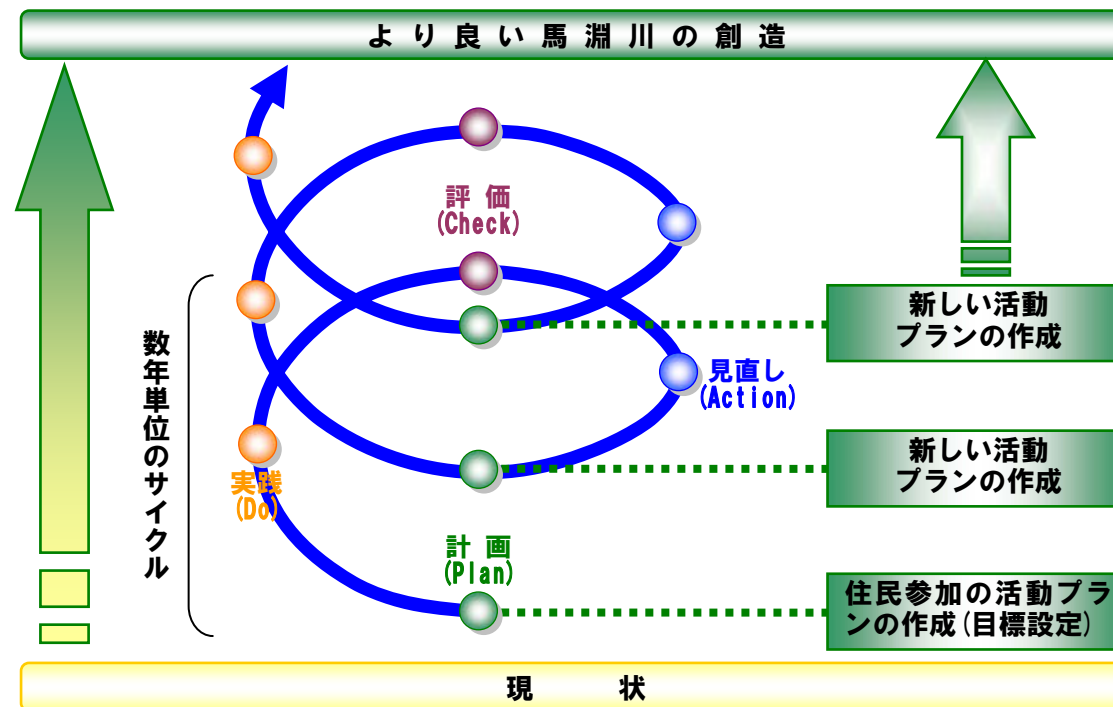 より良い馬淵川の創造
評 価
(Check)
新しい活動
プランの作成
数年単位のサイクル
見直し
(Action)
新しい活動
プランの作成
実践
(Do)
計 画
(Plan)
住民参加の活動プラ
ンの作成(目標設定)
現 状